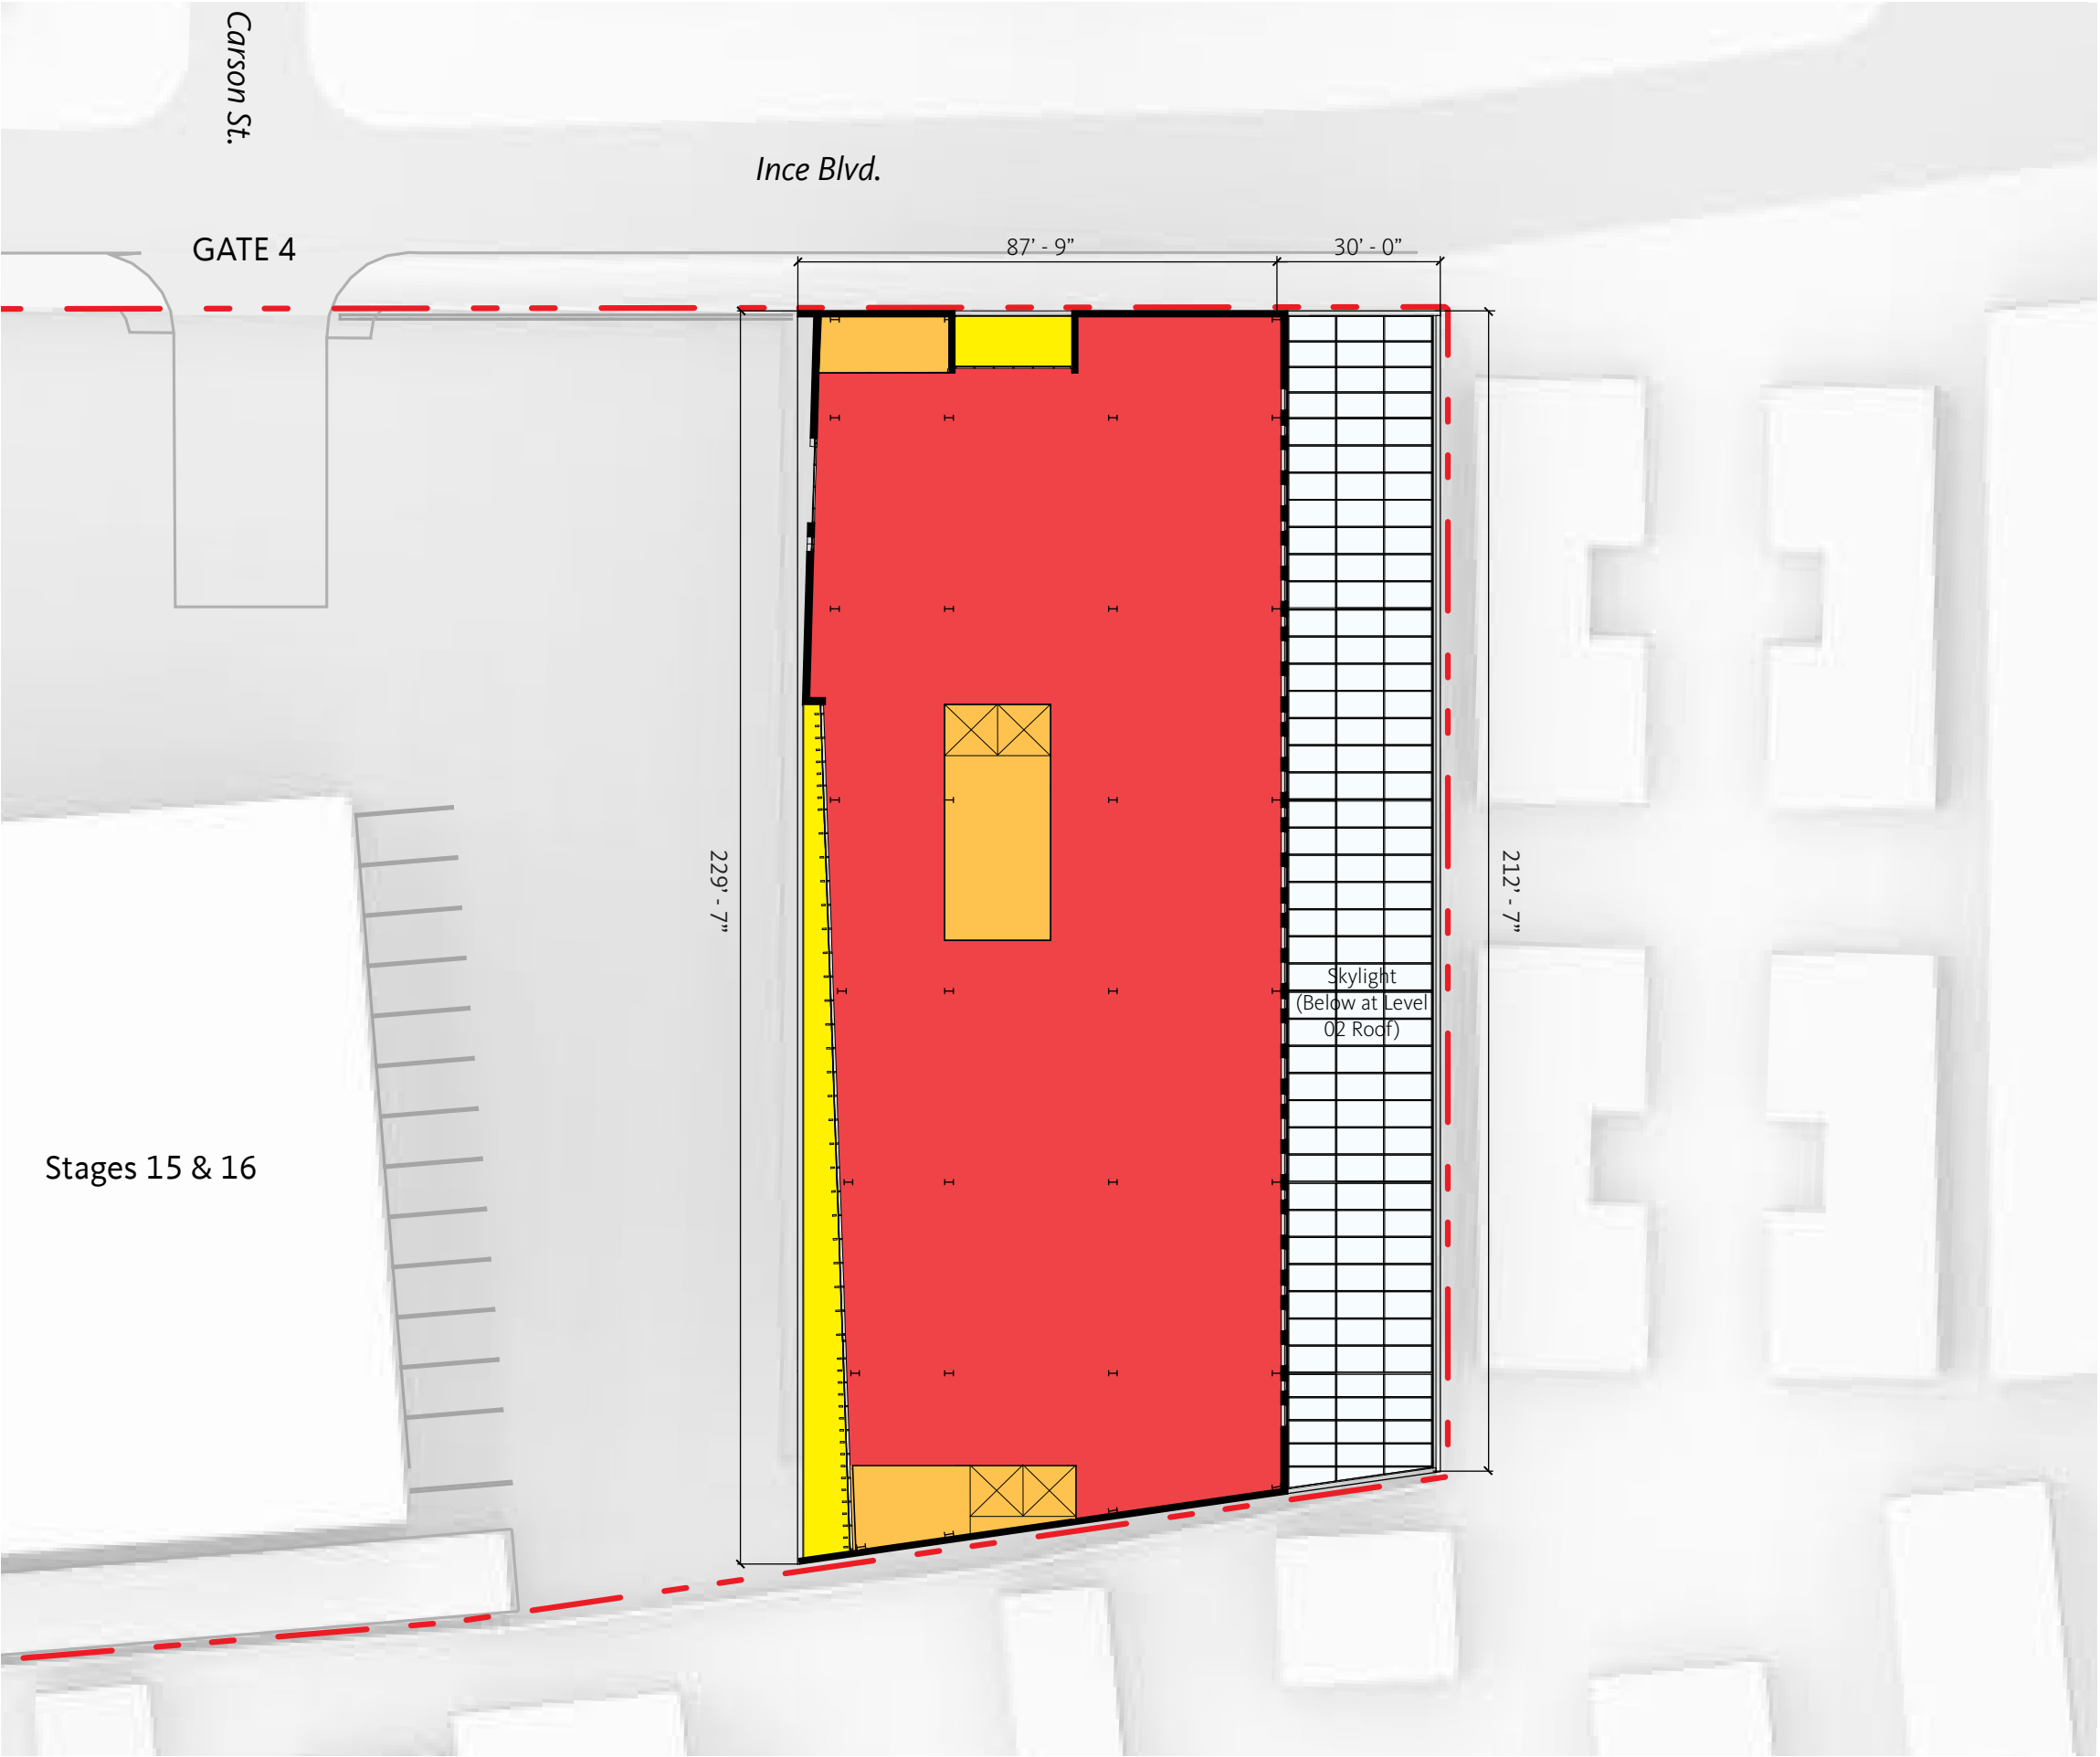 Carson St.
Ince Blvd.
GATE 4
87’ - 9”
30’ - 0”
229’ - 7”
212’ - 7”
Skylight
(Below at Level
02 Roof)
Stages 15 & 16